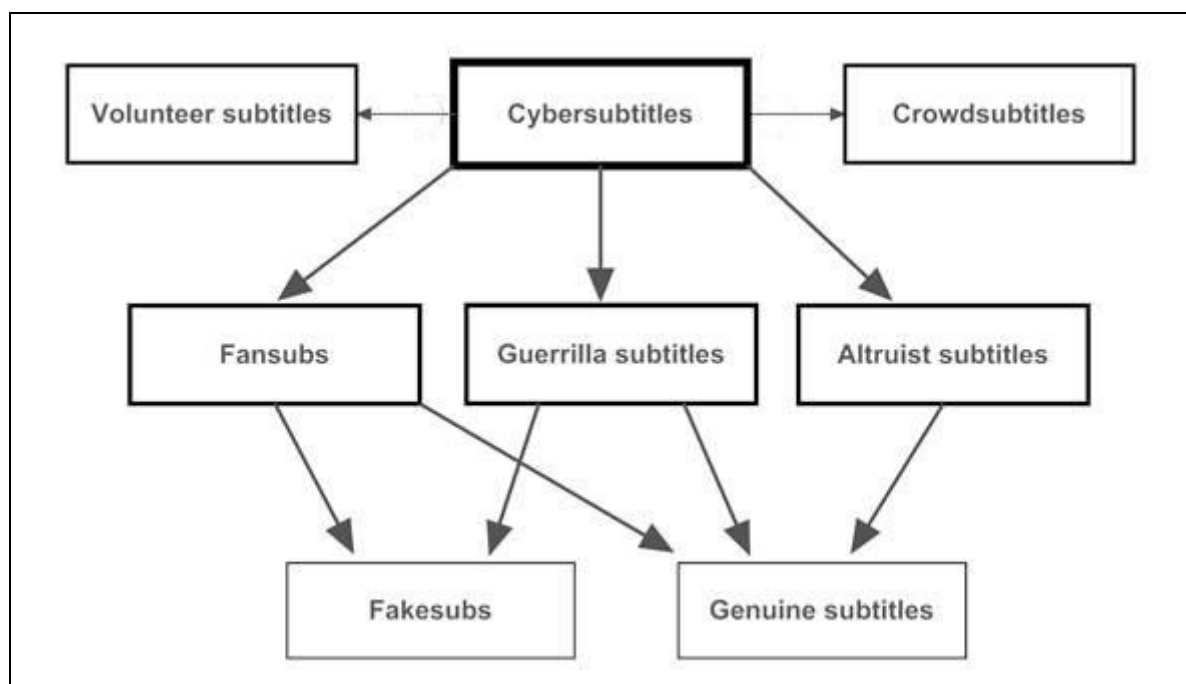 Volunteer subtitles
Cybersubtitles
Crowdsubtitles
Fansubs
Guerrilla subtitles
Altruist subtitles
Fakesubs
Genuine subtitles